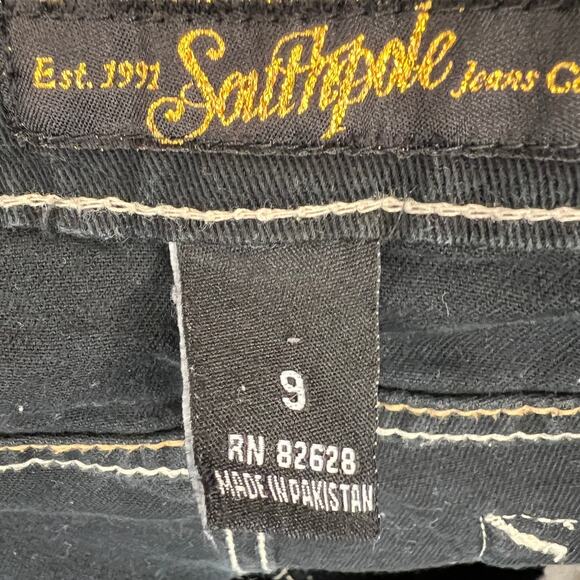 Est. 1991 Southpole Jeans Co
9
RN 82628
MADE IN PAKISTAN